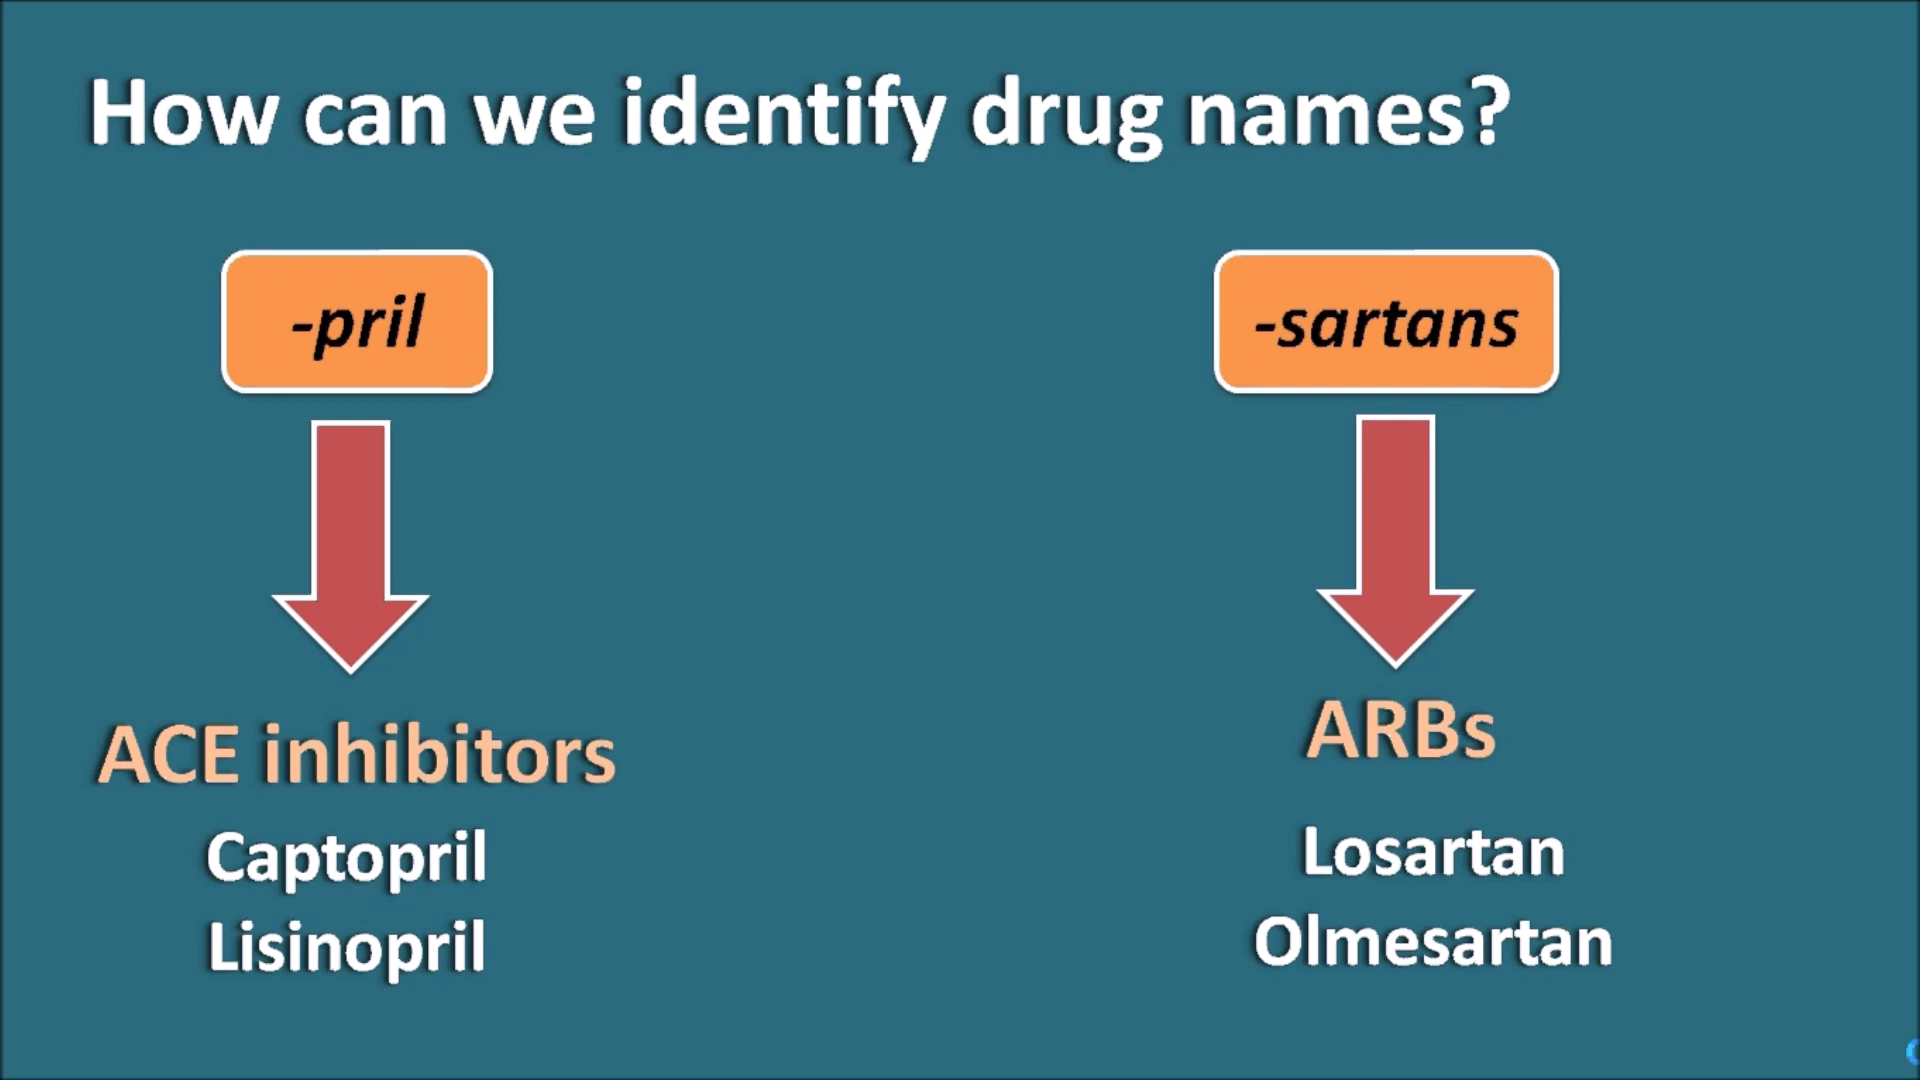 How can we identify drug names?
-pril
-sartans
ACE inhibitors
Captopril
Lisinopril
ARBs
Losartan
Olmesartan